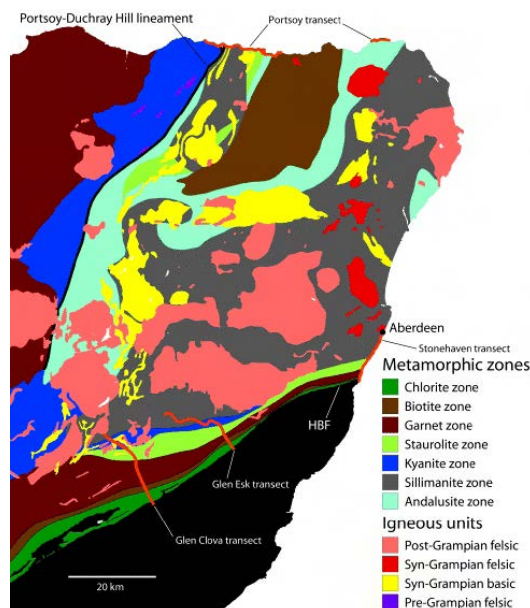 Portsoy-Duchray Hill lineament
Portsoy transect
Aberdeen
Stonehaven transect
HBF
Glen Esk transect
Glen Clova transect
20 km
Metamorphic zones
Chlorite zone
Biotite zone
Garnet zone
Staurolite zone
Kyanite zone
Sillimanite zone
Andalusite zone
Igneous units
Post-Grampian felsic
Syn-Grampian felsic
Syn-Grampian basic
Pre-Grampian felsic